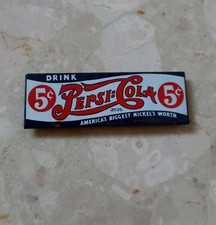 DRINK
5¢ PEPSI-COLA 5¢
AMERICA'S BIGGEST NICKEL'S WORTH